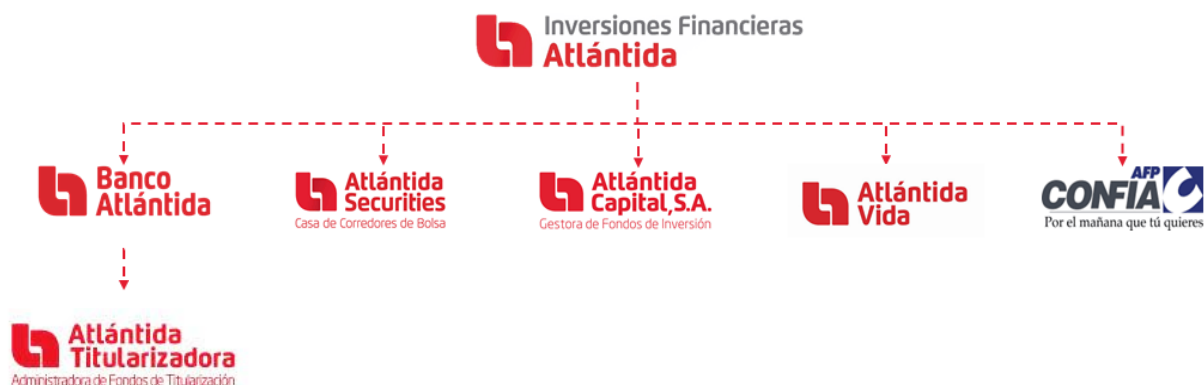 Inversiones Financieras
Atlántida
Banco
Atlántida
Atlántida
Securities
Casa de Corredores de Bolsa
Atlántida
Capital, S.A.
Gestora de Fondos de Inversión
Atlántida
Vida
AFP
CONFIA
Por el mañana que tú quieres
Atlántida
Titularizadora
Administradora de Fondos de Titularización